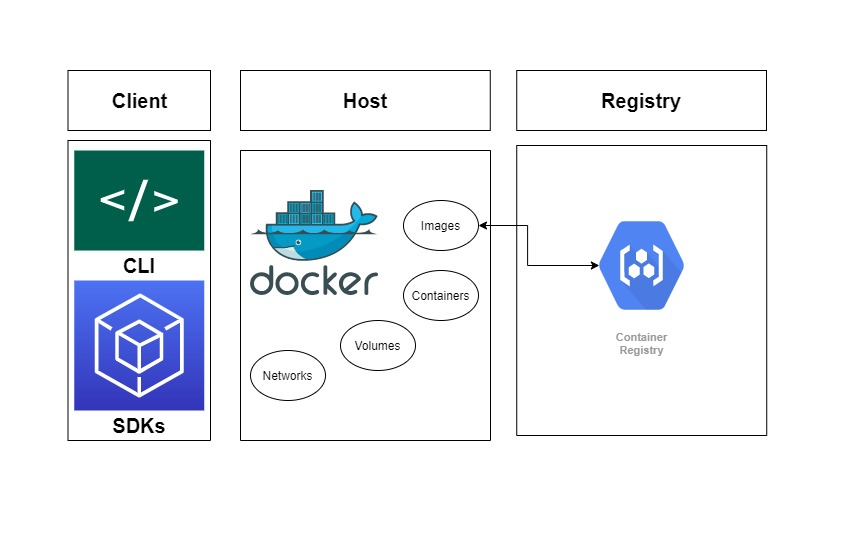 Client
Host
Registry
</>
CLI
SDKs
docker
Images
Containers
Volumes
Networks
Container
Registry